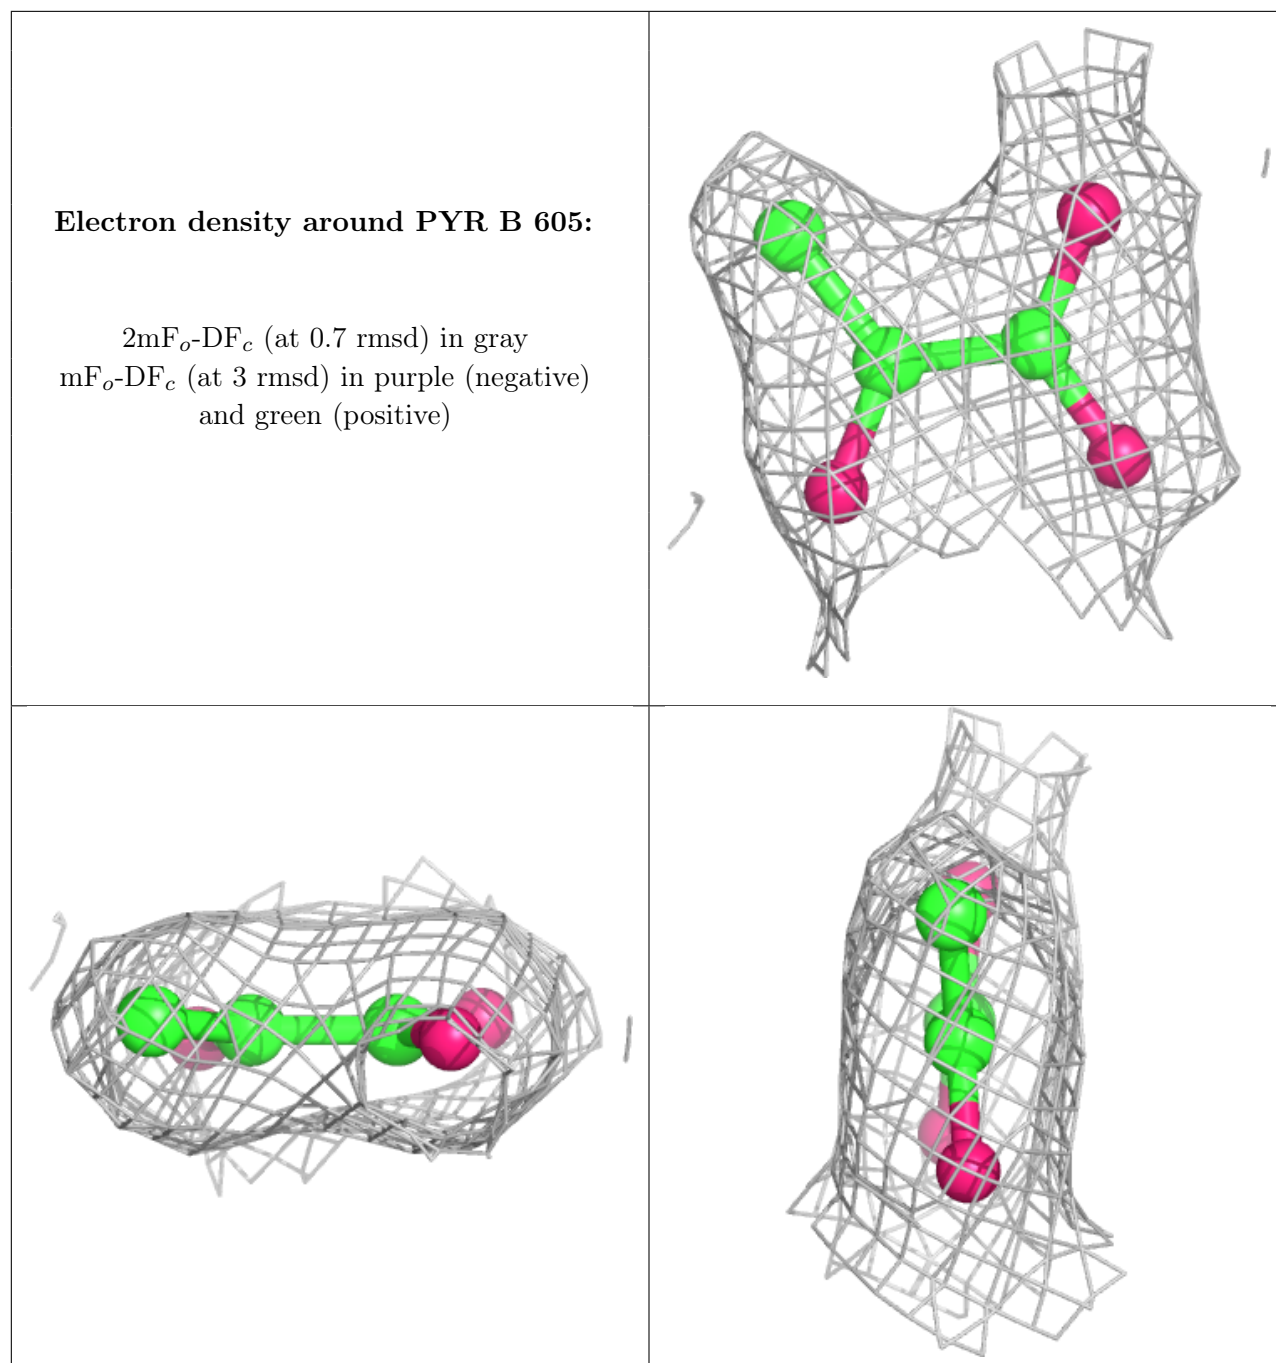 Electron density around PYR B 605:
2mFₒ-DF𝒸 (at 0.7 rmsd) in gray
mFₒ-DF𝒸 (at 3 rmsd) in purple (negative)
and green (positive)